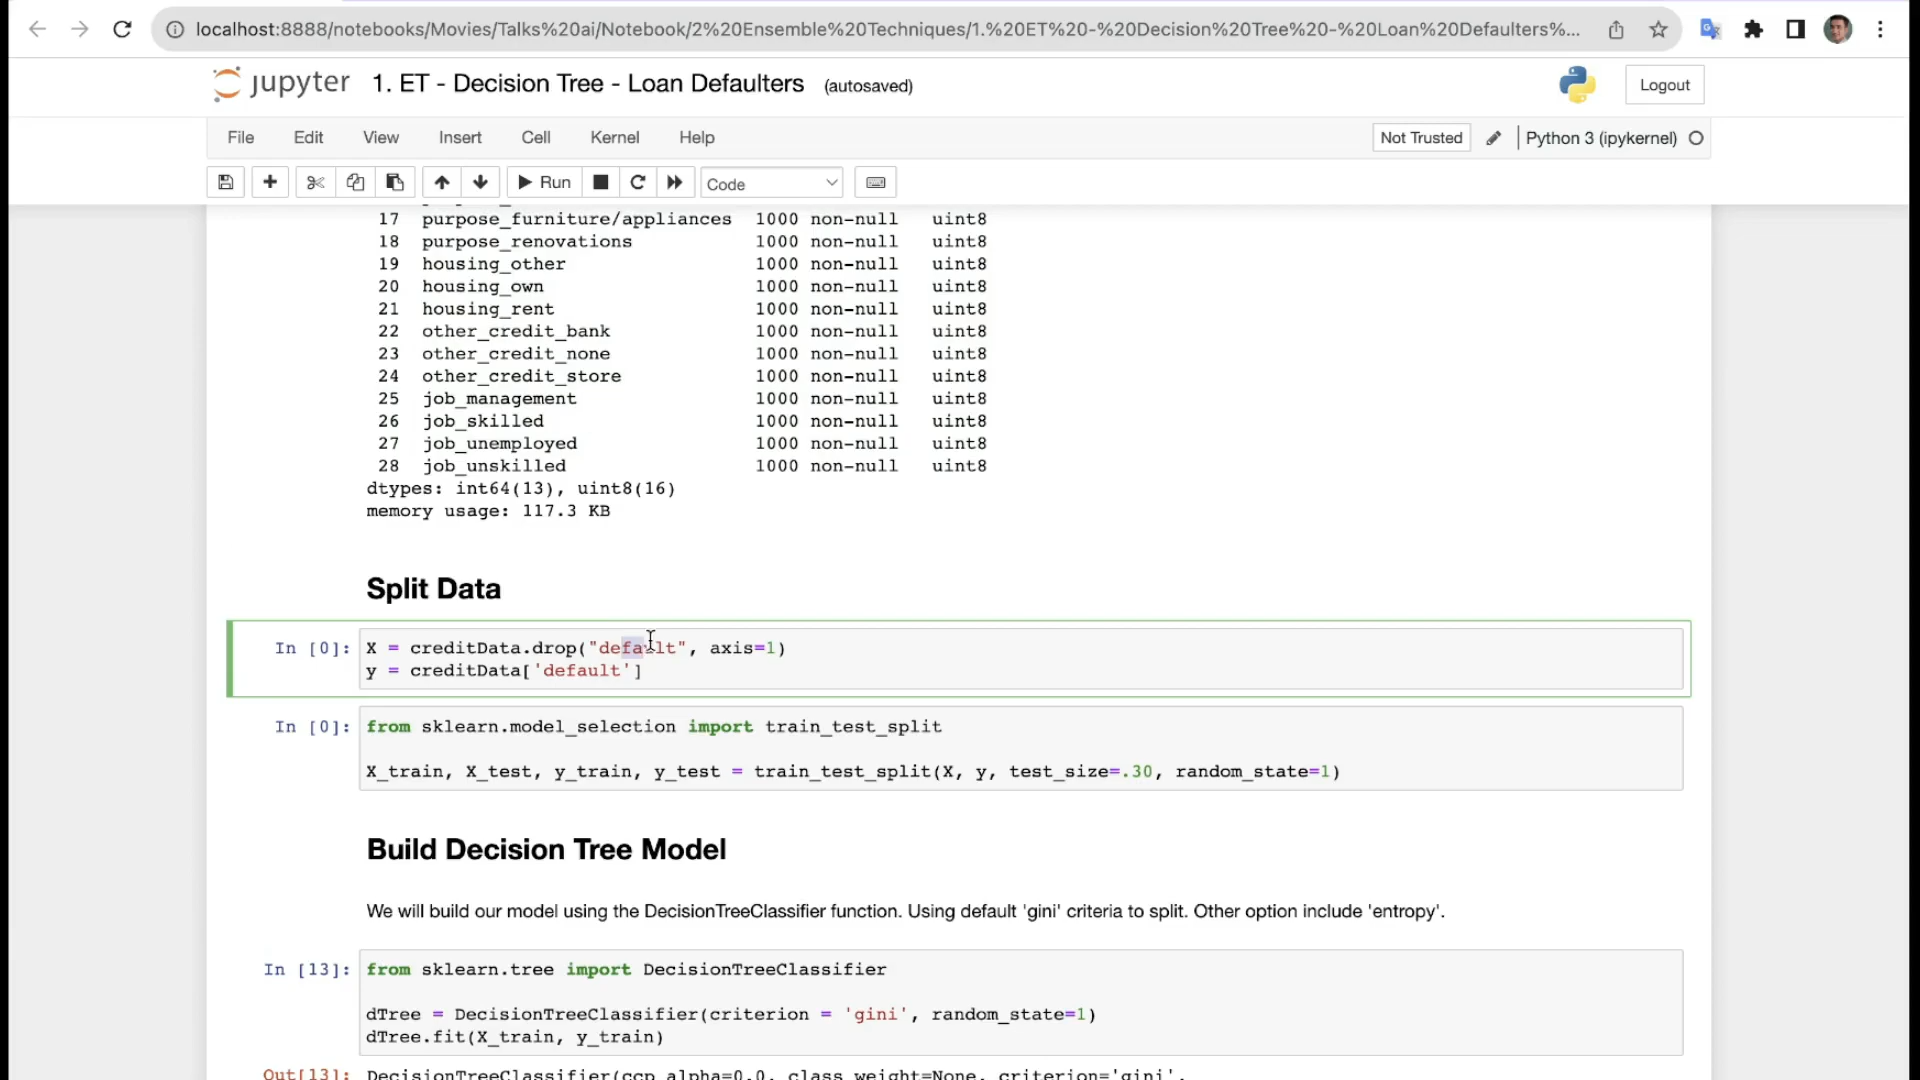 localhost:8888/notebooks/Movies/Talks%20ai/Notebook/2%20Ensemble%20Techniques/1.%20ET%20-%20Decision%20Tree%20-%20Loan%20Defaulters%...
jupyter 1. ET - Decision Tree - Loan Defaulters (autosaved) Logout
File Edit View Insert Cell Kernel Help Not Trusted Python 3 (ipykernel)
Run Code
17 purpose_furniture/appliances 1000 non-null uint8
18 purpose_renovations 1000 non-null uint8
19 housing_other 1000 non-null uint8
20 housing_own 1000 non-null uint8
21 housing_rent 1000 non-null uint8
22 other_credit_bank 1000 non-null uint8
23 other_credit_none 1000 non-null uint8
24 other_credit_store 1000 non-null uint8
25 job_management 1000 non-null uint8
26 job_skilled 1000 non-null uint8
27 job_unemployed 1000 non-null uint8
28 job_unskilled 1000 non-null uint8
dtypes: int64(13), uint8(16)
memory usage: 117.3 KB
Split Data
In [0]: X = creditData.drop("default", axis=1)
y = creditData['default']
In [0]: from sklearn.model_selection import train_test_split
X_train, X_test, y_train, y_test = train_test_split(X, y, test_size=.30, random_state=1)
Build Decision Tree Model
We will build our model using the DecisionTreeClassifier function. Using default 'gini' criteria to split. Other option include 'entropy'.
In [13]: from sklearn.tree import DecisionTreeClassifier
dTree = DecisionTreeClassifier(criterion = 'gini', random_state=1)
dTree.fit(X_train, y_train)
Out[13]: DecisionTreeClassifier(ccp_alpha=0.0, class_weight=None, criterion='gini',